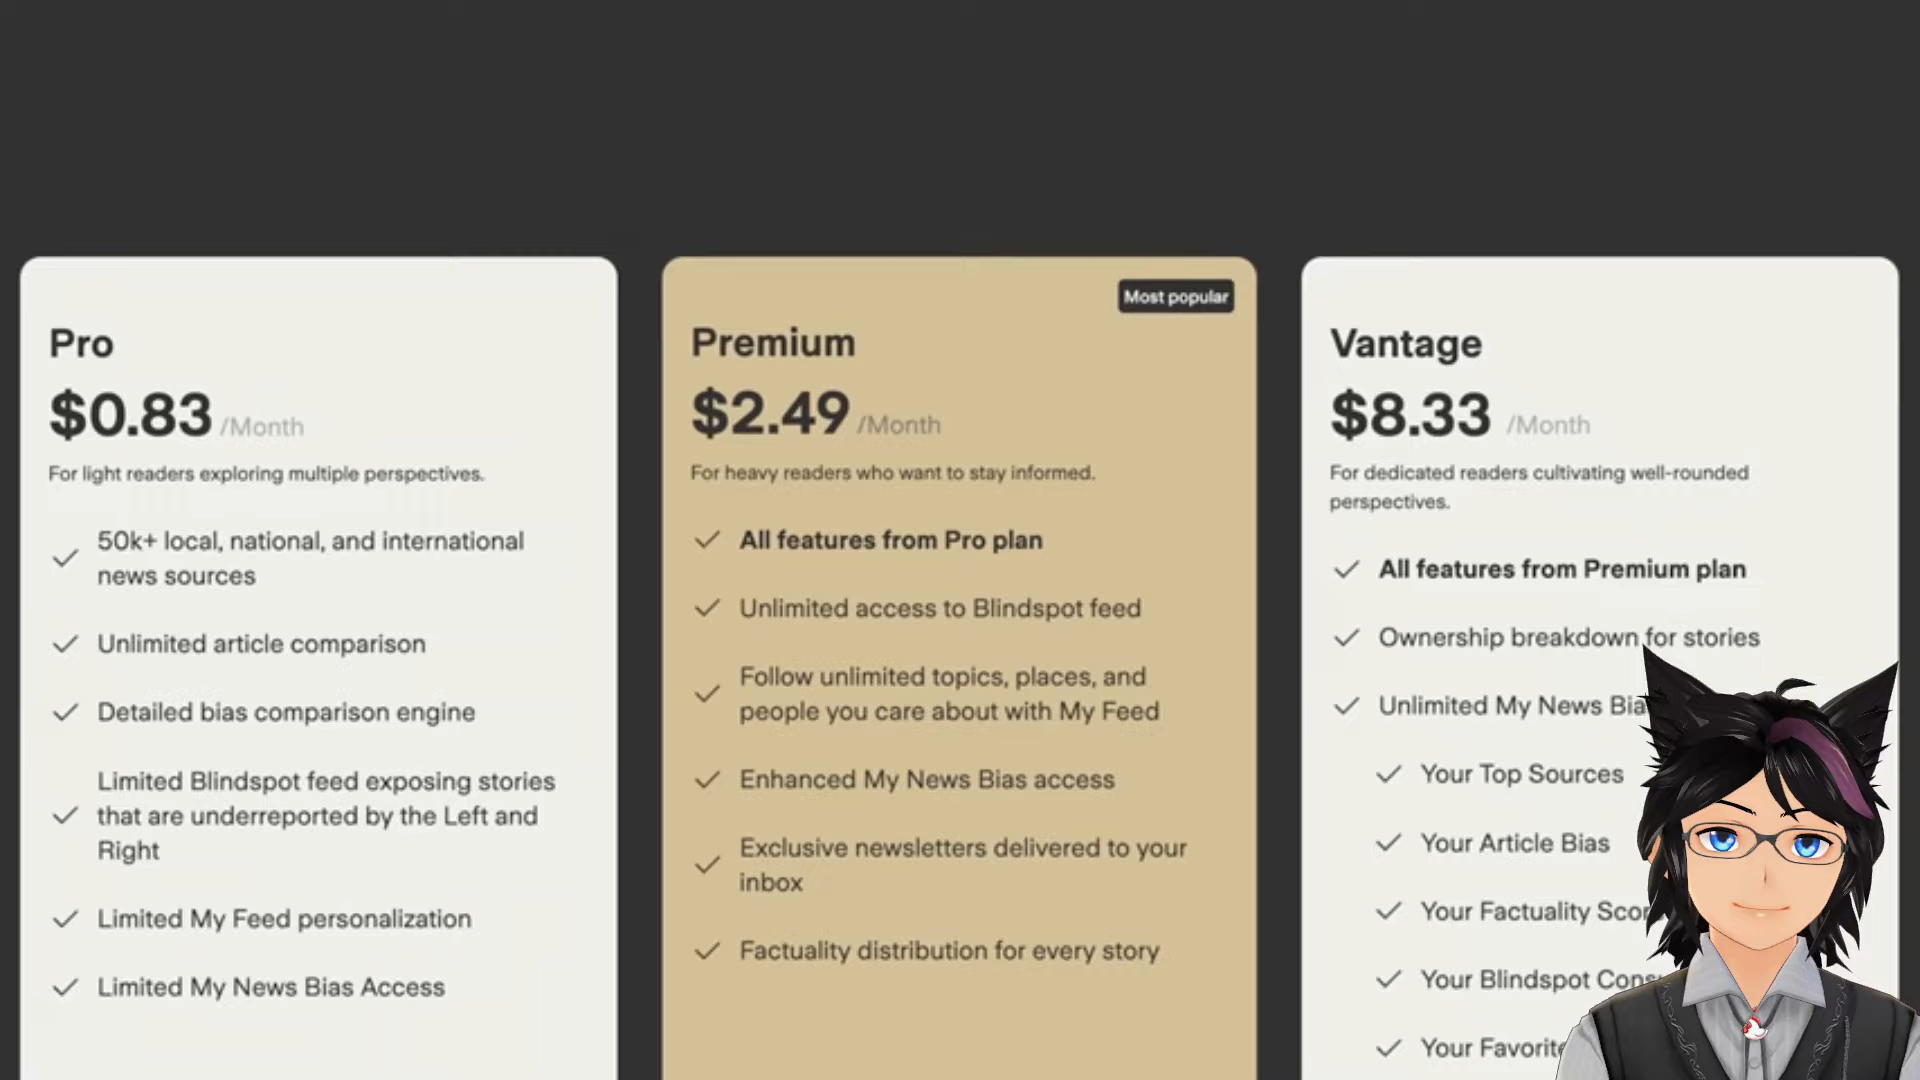 Pro
$0.83 /Month
For light readers exploring multiple perspectives.
50k+ local, national, and international
news sources
Unlimited article comparison
Detailed bias comparison engine
Limited Blindspot feed exposing stories
that are underreported by the Left and
Right
Limited My Feed personalization
Limited My News Bias Access
Most popular
Premium
$2.49 /Month
For heavy readers who want to stay informed.
All features from Pro plan
Unlimited access to Blindspot feed
Follow unlimited topics, places, and
people you care about with My Feed
Enhanced My News Bias access
Exclusive newsletters delivered to your
inbox
Factuality distribution for every story
Vantage
$8.33 /Month
For dedicated readers cultivating well-rounded
perspectives.
All features from Premium plan
Ownership breakdown for stories
Unlimited My News
Your Top Sources
Your Article Bias
Your Factuality
Your Blindspot
Your